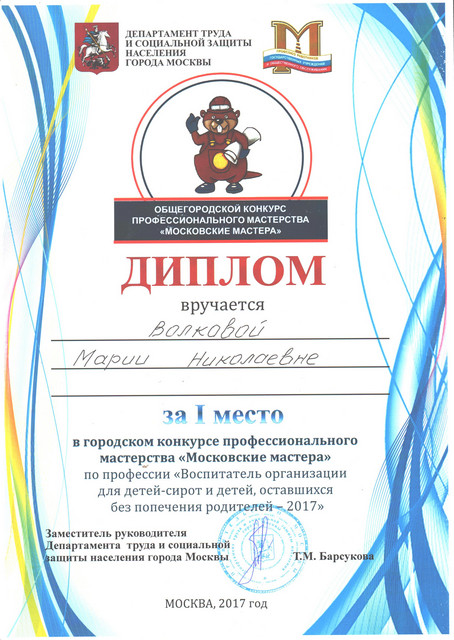 ДЕПАРТАМЕНТ ТРУДА
И СОЦИАЛЬНОЙ ЗАЩИТЫ
НАСЕЛЕНИЯ
ГОРОДА МОСКВЫ
ОБЩЕГОРОДСКОЙ КОНКУРС
ПРОФЕССИОНАЛЬНОГО МАСТЕРСТВА
«МОСКОВСКИЕ МАСТЕРА»
ДИПЛОМ
вручается
Волковой
Марии Николаевне
за I место
в городском конкурсе профессионального
мастерства «Московские мастера»
по профессии «Воспитатель организации
для детей-сирот и детей, оставшихся
без попечения родителей – 2017»
Заместитель руководителя
Департамента труда и социальной
защиты населения города Москвы
Т.М. Барсукова
МОСКВА, 2017 год